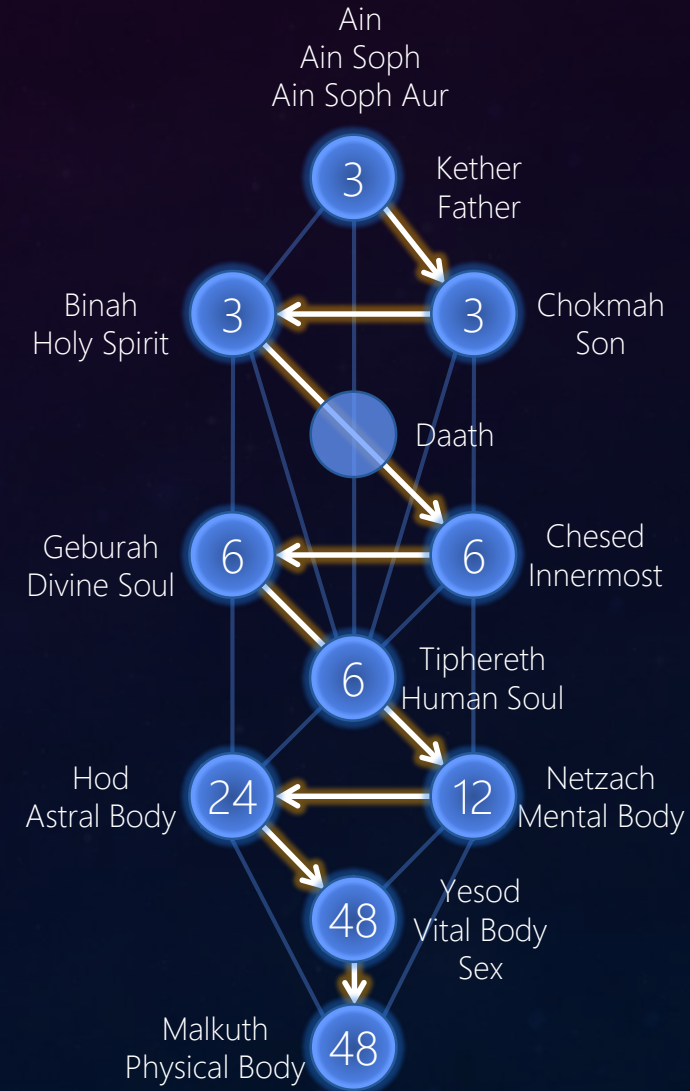 Ain
Ain Soph
Ain Soph Aur
3
Kether
Father
Binah
Holy Spirit
3
3
Chokmah
Son
Daath
Geburah
Divine Soul
6
6
Chesed
Innermost
6
Tiphereth
Human Soul
Hod
Astral Body
24
12
Netzach
Mental Body
48
Yesod
Vital Body
Sex
Malkuth
Physical Body
48